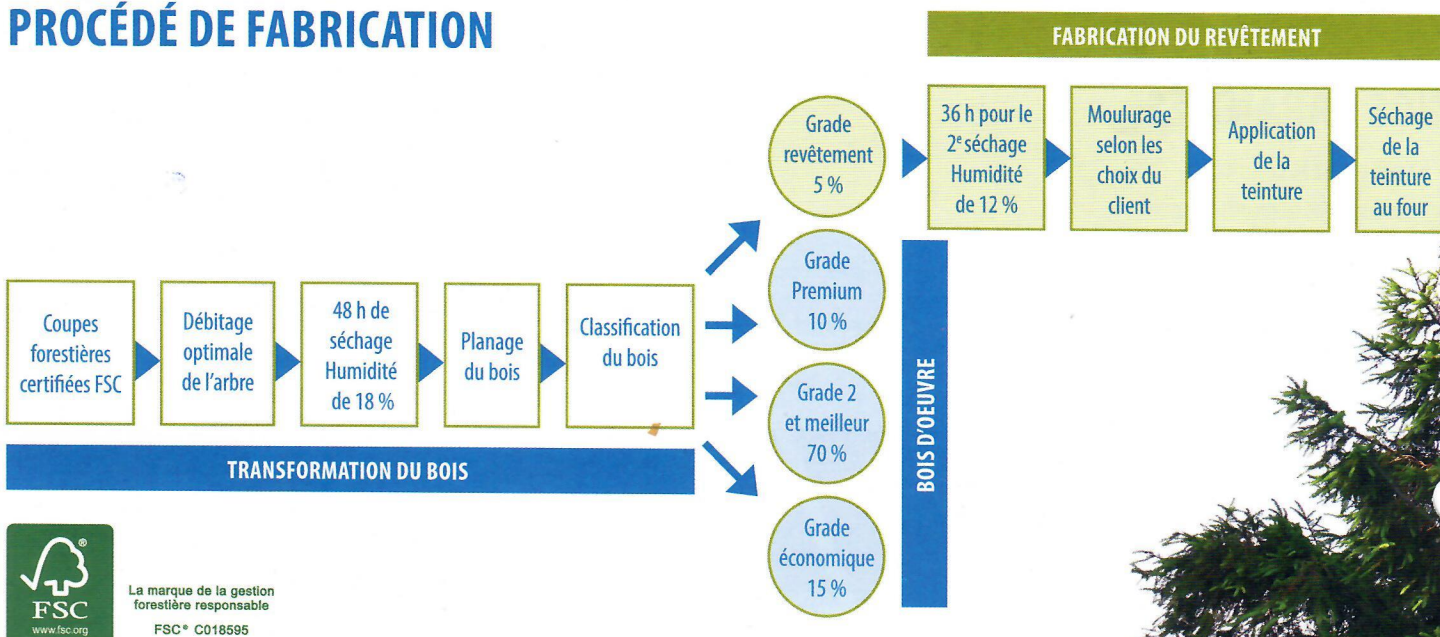 PROCÉDÉ DE FABRICATION
FABRICATION DU REVÊTEMENT
Coupes
forestières
certifiées FSC
Débitage
optimale
de l'arbre
48 h de
séchage
Humidité
de 18 %
Planage
du bois
Classification
du bois
TRANSFORMATION DU BOIS
Grade
revêtement
5 %
Grade
Premium
10 %
Grade 2
et meilleur
70 %
Grade
économique
15 %
BOIS D'OEUVRE
36 h pour le
2e séchage
Humidité
de 12 %
Moulurage
selon les
choix du
client
Application
de la
teinture
Séchage
de la
teinture
au four
®
FSC
www.fsc.org
La marque de la gestion
forestière responsable
FSC® C018595